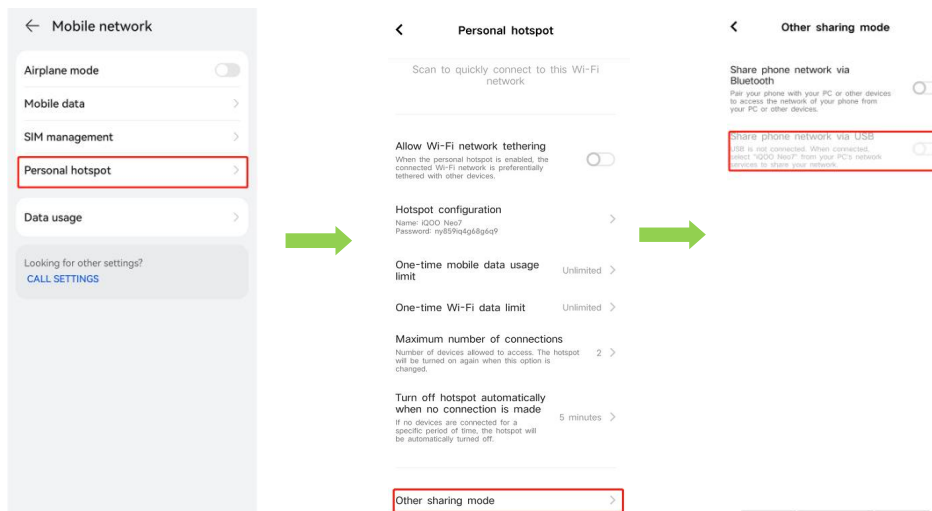 Mobile network
Airplane mode
Mobile data
SIM management
Personal hotspot
Data usage
Looking for other settings?
CALL SETTINGS
Personal hotspot
Scan to quickly connect to this Wi-Fi
network
Allow Wi-Fi network tethering
When the personal hotspot is enabled, the
connected Wi-Fi network is preferentially
tethered with other devices.
Hotspot configuration
Name: iQOO Neo7
Password: ny859iq4g68g6q9
One-time mobile data usage
limit
Unlimited
One-time Wi-Fi data limit
Unlimited
Maximum number of connections
Number of devices allowed to access. The hotspot
will be turned on again when this option is
changed.
2
Turn off hotspot automatically
when no connection is made
If no devices are connected for a
specific period of time, the hotspot will
be automatically turned off.
5 minutes
Other sharing mode
Other sharing mode
Share phone network via
Bluetooth
Pair your phone with your PC or other devices
to access the network of your phone from
your PC or other devices.
Share phone network via USB
USB is not connected. When connected,
select "iQOO Neo7" from your PC's network
services to share your network.